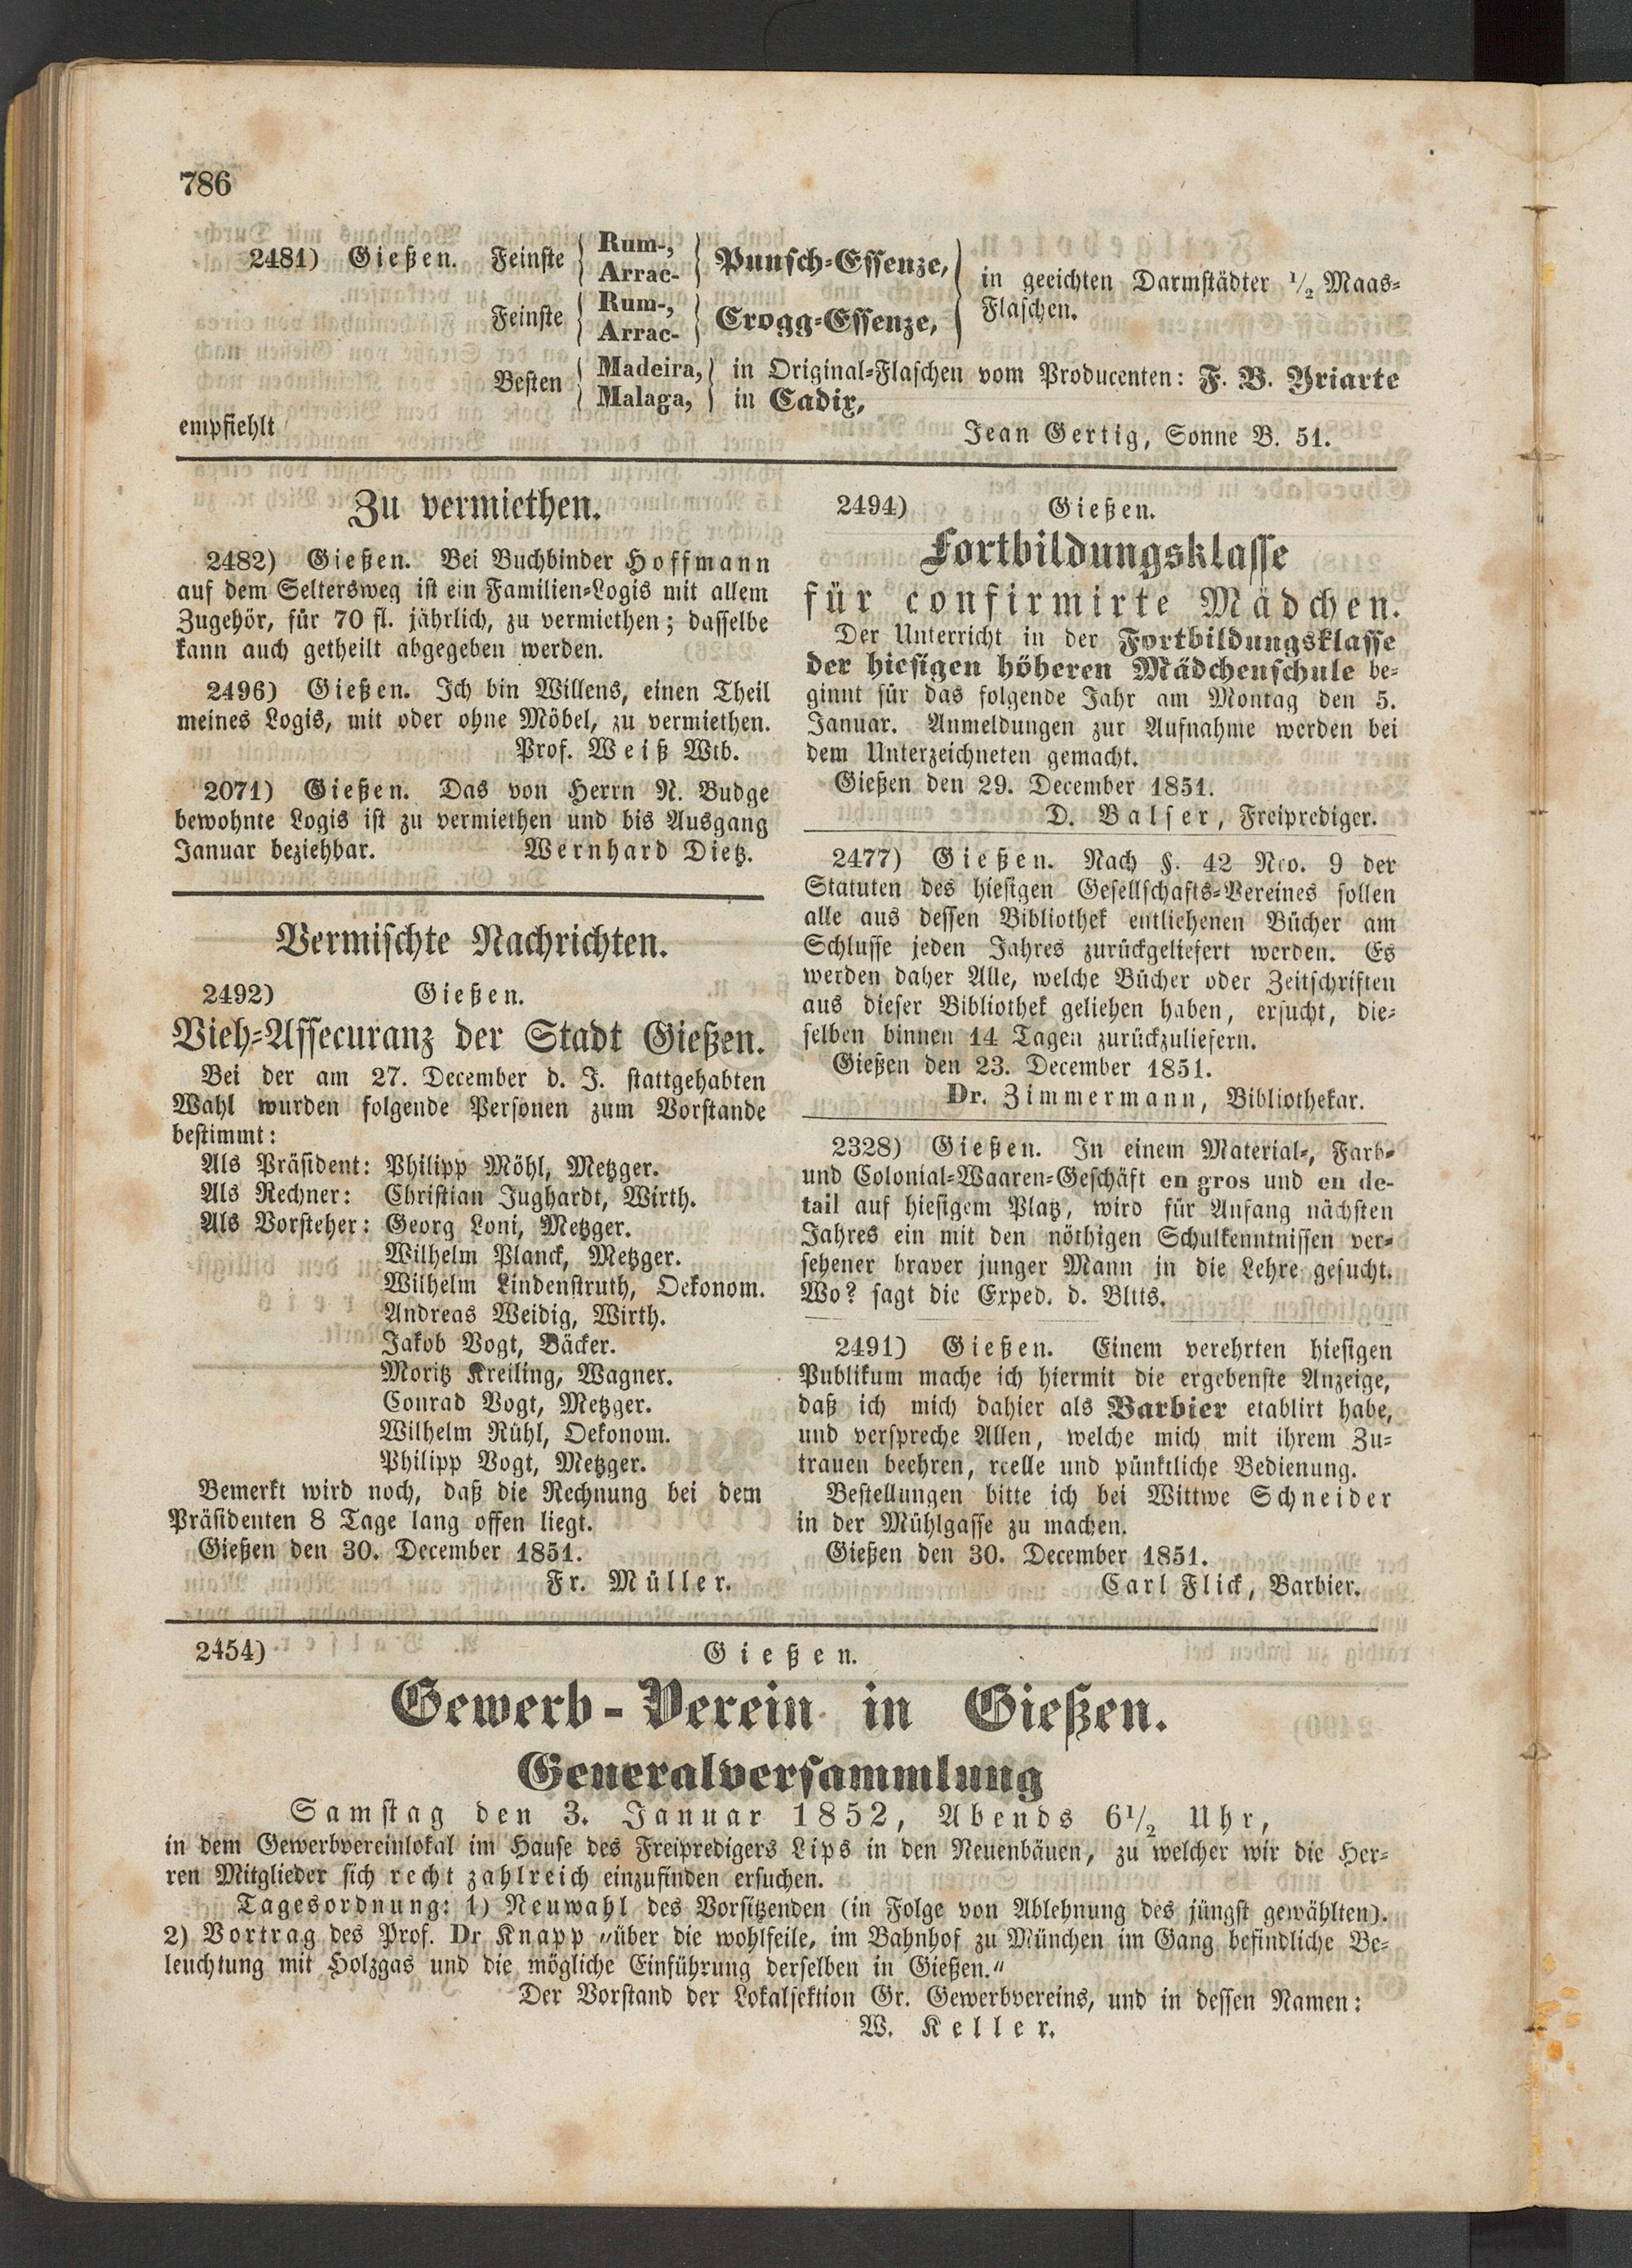 786
2481) Gießen. Feinste { Rum-, Arrac- } Punsch-Essenze,
Feinste { Rum-, Arrac- } Crogg-Essenze,
in geeichten Darmstädter 1/2 Maas-
Flaschen.
Besten { Madeira, Malaga, } in Original-Flaschen vom Producenten: F. B. Yriarte
in Cadix,
empfiehlt
Jean Gertig, Sonne B. 51.
Zu vermiethen.
2482) Gießen. Bei Buchbinder Hoffmann
auf dem Seltersweg ist ein Familien-Logis mit allem
Zugehör, für 70 fl. jährlich, zu vermiethen; dasselbe
kann auch getheilt abgegeben werden.
2496) Gießen. Ich bin Willens, einen Theil
meines Logis, mit oder ohne Möbel, zu vermiethen.
Prof. Weiß Wtb.
2071) Gießen. Das von Herrn N. Budge
bewohnte Logis ist zu vermiethen und bis Ausgang
Januar beziehbar. Wernhard Dietz.
Vermischte Nachrichten.
2492) Gießen.
Vieh-Assecuranz der Stadt Gießen.
Bei der am 27. December d. J. stattgehabten
Wahl wurden folgende Personen zum Vorstande
bestimmt:
Als Präsident: Philipp Möhl, Metzger.
Als Rechner: Christian Jughardt, Wirth.
Als Vorsteher: Georg Loni, Metzger.
Wilhelm Planck, Metzger.
Wilhelm Lindenstruth, Oekonom.
Andreas Weidig, Wirth.
Jakob Vogt, Bäcker.
Moritz Kreiling, Wagner.
Conrad Vogt, Metzger.
Wilhelm Rühl, Oekonom.
Philipp Vogt, Metzger.
Bemerkt wird noch, daß die Rechnung bei dem
Präsidenten 8 Tage lang offen liegt.
Gießen den 30. December 1851.
Fr. Müller.
2494) Gießen.
Fortbildungsklasse
für confirmirte Mädchen.
Der Unterricht in der Fortbildungsklasse
der hiesigen höheren Mädchenschule be-
ginnt für das folgende Jahr am Montag den 5.
Januar. Anmeldungen zur Aufnahme werden bei
dem Unterzeichneten gemacht.
Gießen den 29. December 1851.
D. Balser, Freiprediger.
2477) Gießen. Nach §. 42 Nro. 9 der
Statuten des hiesigen Gesellschafts-Vereines sollen
alle aus dessen Bibliothek entliehenen Bücher am
Schlusse jeden Jahres zurückgeliefert werden. Es
werden daher Alle, welche Bücher oder Zeitschriften
aus dieser Bibliothek geliehen haben, ersucht, die-
selben binnen 14 Tagen zurückzuliefern.
Gießen den 23. December 1851.
Dr. Zimmermann, Bibliothekar.
2328) Gießen. In einem Material-, Farb-
und Colonial-Waaren-Geschäft en gros und en de-
tail auf hiesigem Platz, wird für Anfang nächsten
Jahres ein mit den nöthigen Schulkenntnissen ver-
sehener braver junger Mann in die Lehre gesucht.
Wo? sagt die Exped. d. Bltts.
2491) Gießen. Einem verehrten hiesigen
Publikum mache ich hiermit die ergebenste Anzeige,
daß ich mich dahier als Barbier etablirt habe,
und verspreche Allen, welche mich mit ihrem Zu-
trauen beehren, reelle und pünktliche Bedienung.
Bestellungen bitte ich bei Wittwe Schneider
in der Mühlgasse zu machen.
Gießen den 30. December 1851.
Carl Flick, Barbier.
2454) Gießen.
Gewerb-Verein in Gießen.
Generalversammlung
Samstag den 3. Januar 1852, Abends 6 1/2 Uhr,
in dem Gewerbvereinlokal im Hause des Freipredigers Lips in den Neuenbäuen, zu welcher wir die Her-
ren Mitglieder sich recht zahlreich einzufinden ersuchen.
Tagesordnung: 1) Neuwahl des Vorsitzenden (in Folge von Ablehnung des jüngst gewählten).
2) Vortrag des Prof. Dr Knapp „über die wohlfeile, im Bahnhof zu München im Gang befindliche Be-
leuchtung mit Holzgas und die mögliche Einführung derselben in Gießen."
Der Vorstand der Lokalsektion Gr. Gewerbvereins, und in dessen Namen:
W. Keller.